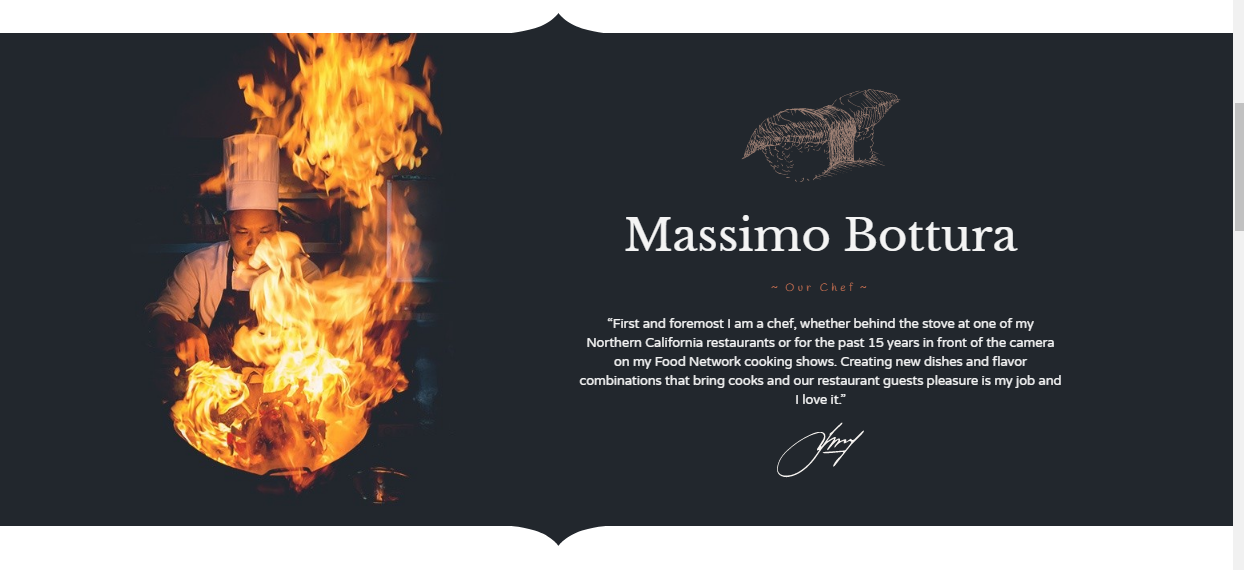 Massimo Bottura
~ Our Chef ~
“First and foremost I am a chef, whether behind the stove at one of my
Northern California restaurants or for the past 15 years in front of the camera
on my Food Network cooking shows. Creating new dishes and flavor
combinations that bring cooks and our restaurant guests pleasure is my job and
I love it.”